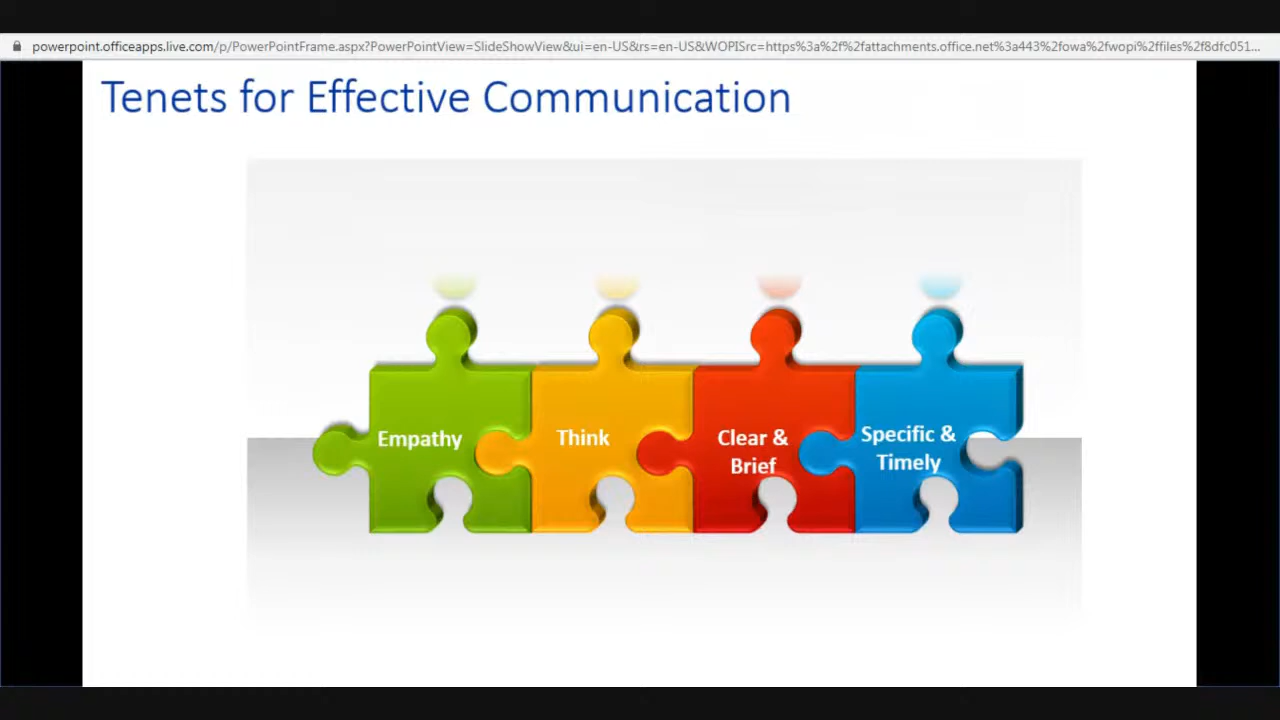 powerpoint.officeapps.live.com/p/PowerPointFrame.aspx?PowerPointView=SlideShowView&ui=en-US&rs=en-US&WOPISrc=https%3a%2f%2fattachments.office.net%3a443%2fowa%2fwopi%2ffiles%2f8dfc051...
Tenets for Effective Communication
Empathy
Think
Clear &
Brief
Specific &
Timely